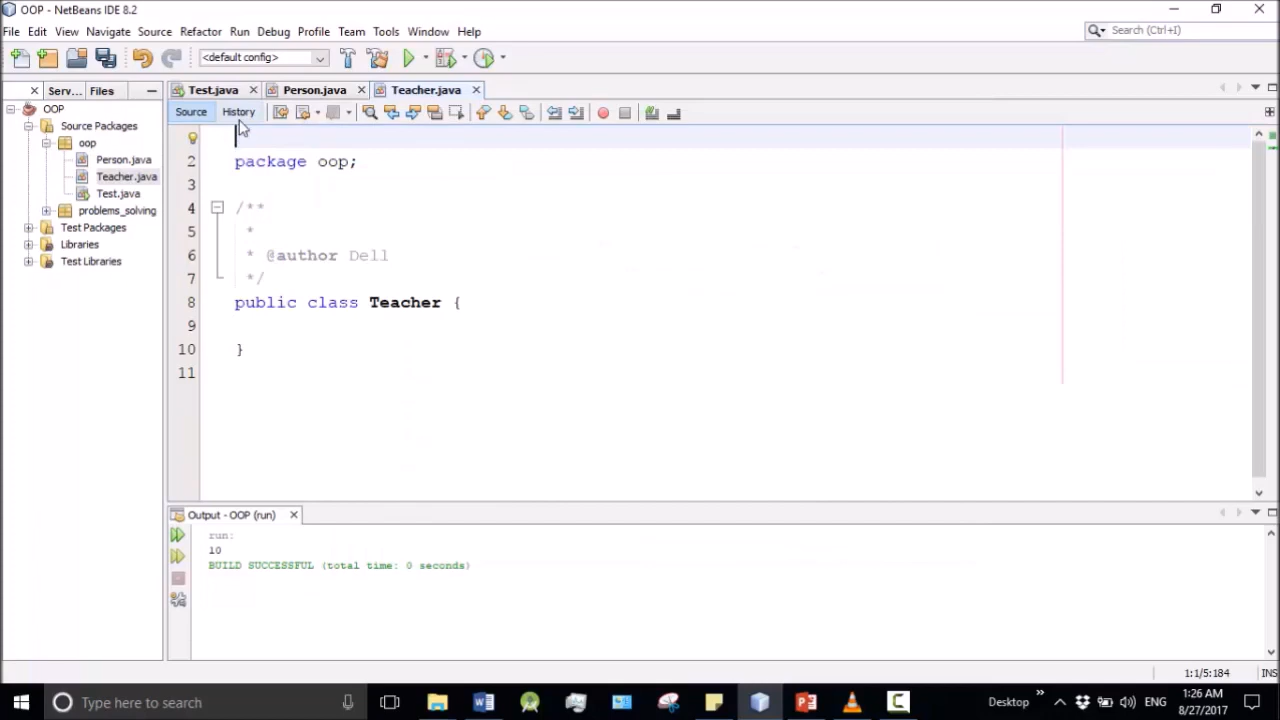 OOP - NetBeans IDE 8.2
File Edit View Navigate Source Refactor Run Debug Profile Team Tools Window Help
Search (Ctrl+I)
<default config>
Serv... Files
Test.java Person.java Teacher.java
Source History
OOP
Source Packages
oop
Person.java
Teacher.java
Test.java
problems_solving
Test Packages
Libraries
Test Libraries
2 package oop;
3
4 /**
5 *
6 * @author Dell
7 */
8 public class Teacher {
9
10 }
11
Output - OOP (run)
run:
10
BUILD SUCCESSFUL (total time: 0 seconds)
1:1/5:184 INS
Type here to search
Desktop
ENG
1:26 AM
8/27/2017